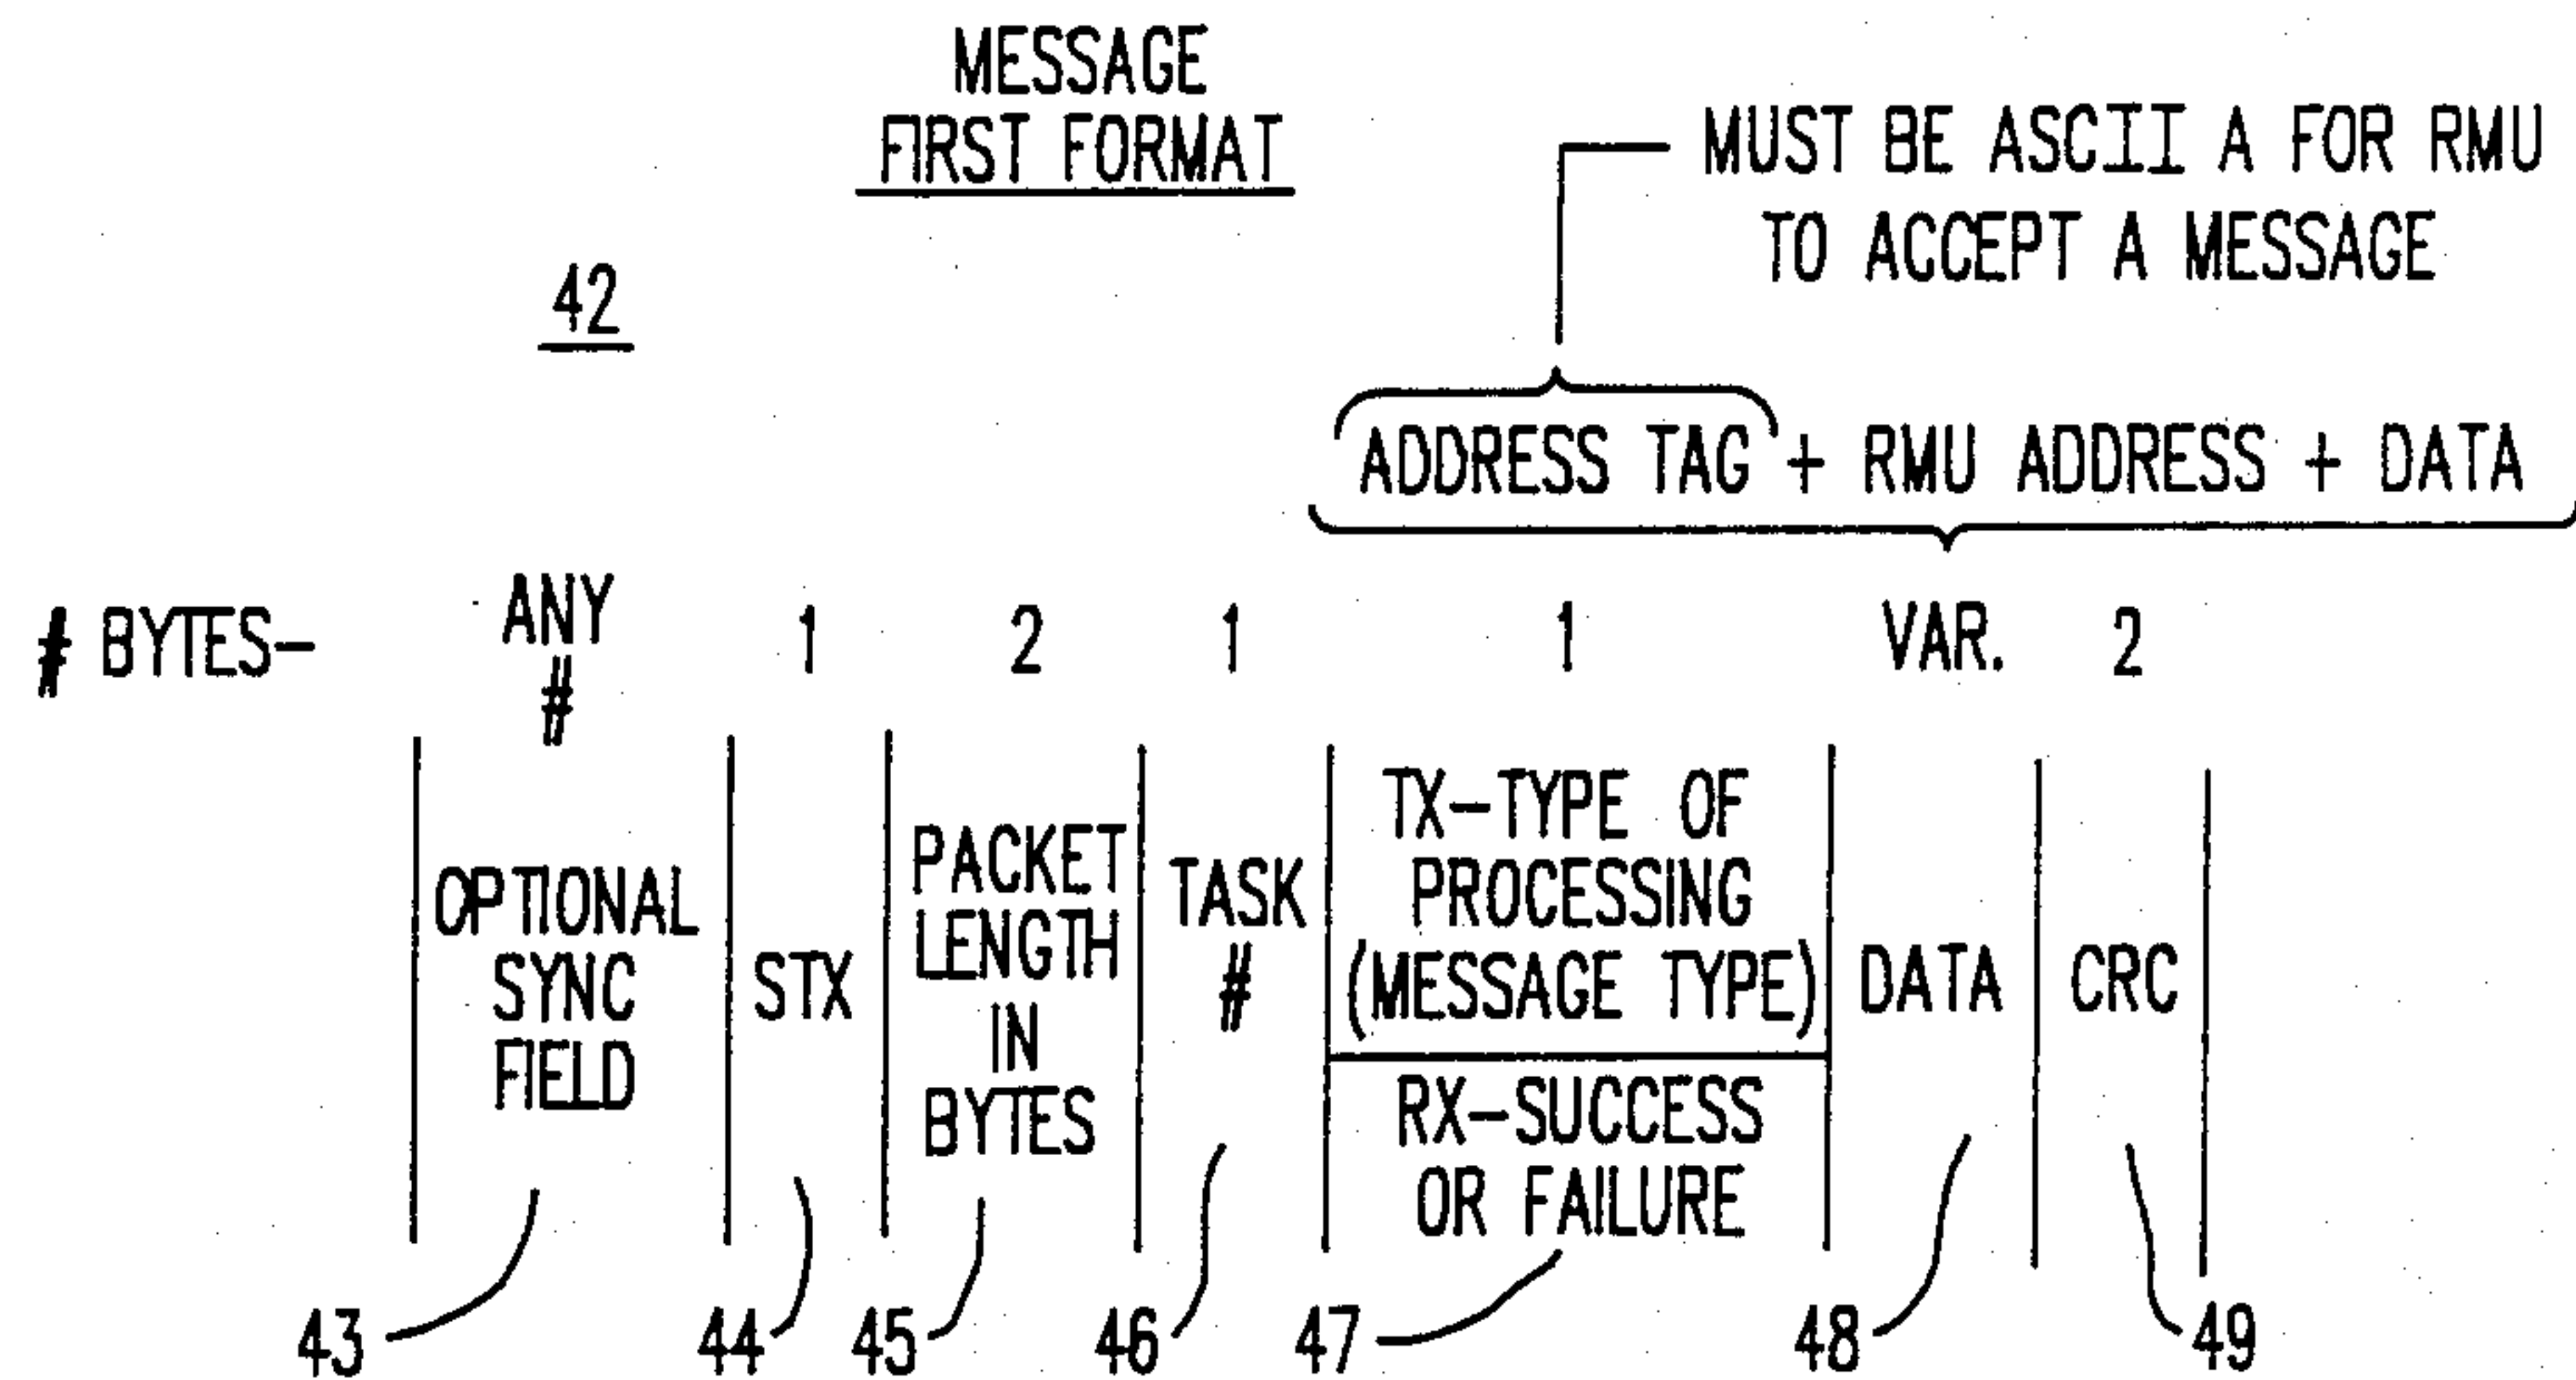 MESSAGE
FIRST FORMAT
MUST BE ASCII A FOR RMU
TO ACCEPT A MESSAGE
42
ADDRESS TAG + RMU ADDRESS + DATA
# BYTES-
ANY
#
1
2
1
1
VAR.
2
OPTIONAL
SYNC
FIELD
STX
PACKET
LENGTH
IN
BYTES
TASK
#
TX-TYPE OF
PROCESSING
(MESSAGE TYPE)
RX-SUCCESS
OR FAILURE
DATA
CRC
43
44
45
46
47
48
49